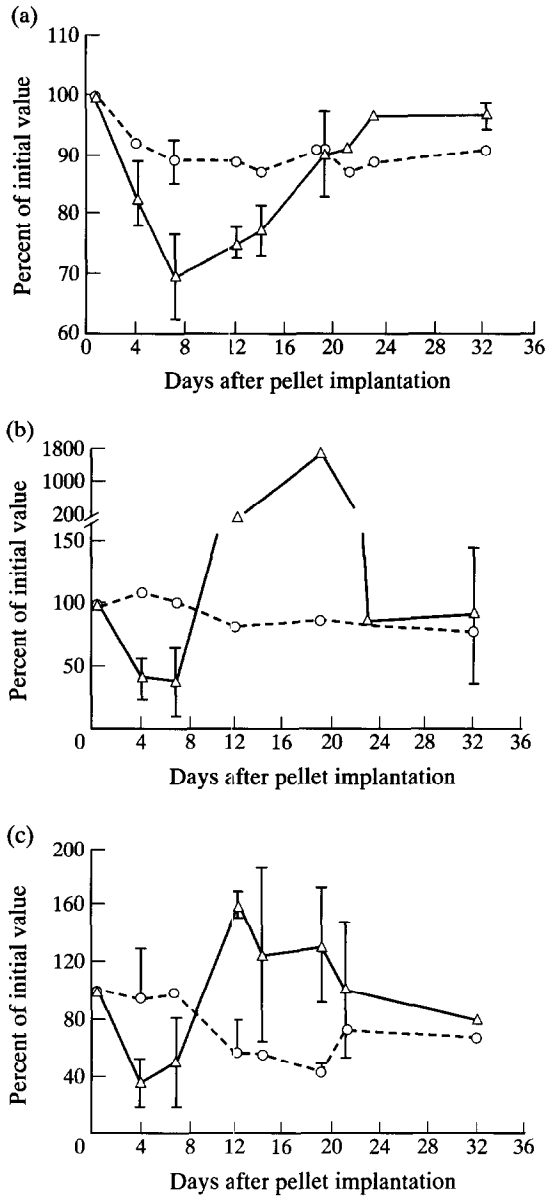 (a)
110
100
90
80
70
60
0 4 8 12 16 20 24 28 32 36
Percent of initial value
Days after pellet implantation
(b)
1800
1000
200
150
100
50
0
0 4 8 12 16 20 24 28 32 36
Percent of initial value
Days after pellet implantation
(c)
200
160
120
80
40
0
0 4 8 12 16 20 24 28 32 36
Percent of initial value
Days after pellet implantation